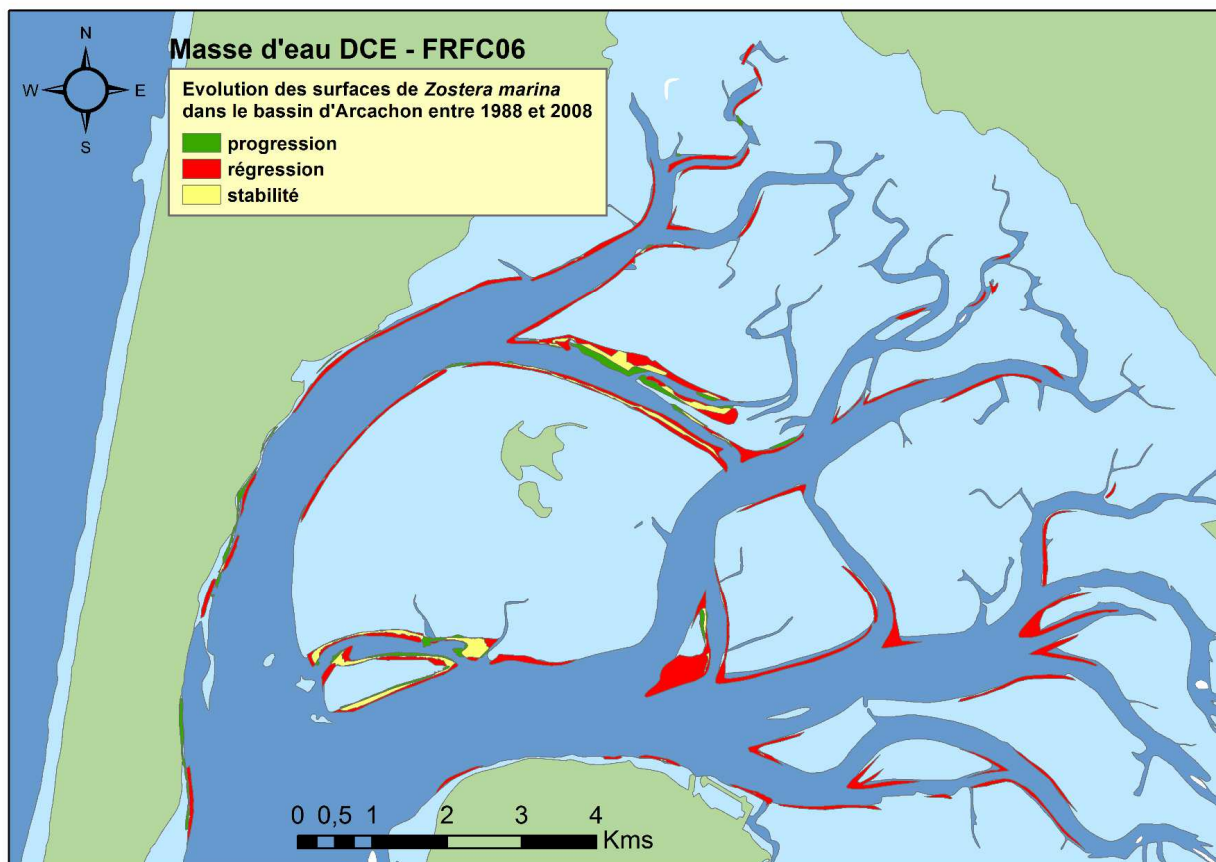 N
W E
S
Masse d'eau DCE - FRFC06
Evolution des surfaces de Zostera marina
dans le bassin d'Arcachon entre 1988 et 2008
progression
régression
stabilité
0 0,5 1 2 3 4
Kms